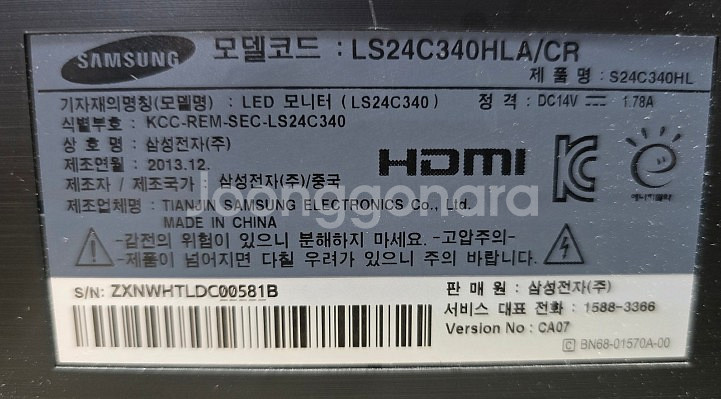 SAMSUNG 모델코드 : LS24C340HLA/CR
제 품 명 : S24C340HL
기자재의명칭(모델명) : LED 모니터 (LS24C340) 정 격 : DC14V 1.78A
식별부호 : KCC-REM-SEC-LS24C340
상 호 명 : 삼성전자(주)
제조연월 : 2013.12.
HDMI
제조자 / 제조국가 : 삼성전자(주)/중국
에너지절약
joonggonara
제조업체명 : TIANJIN SAMSUNG ELECTRONICS Co., Ltd.
MADE IN CHINA
-감전의 위험이 있으니 분해하지 마세요. -고압주의-
-제품이 넘어지면 다칠 우려가 있으니 주의 바랍니다.
S/N: ZXNWHTLDC00581B
판 매 원 : 삼성전자(주)
서비스 대표 전화 : 1588-3366
Version No : CA07
C BN68-01570A-00